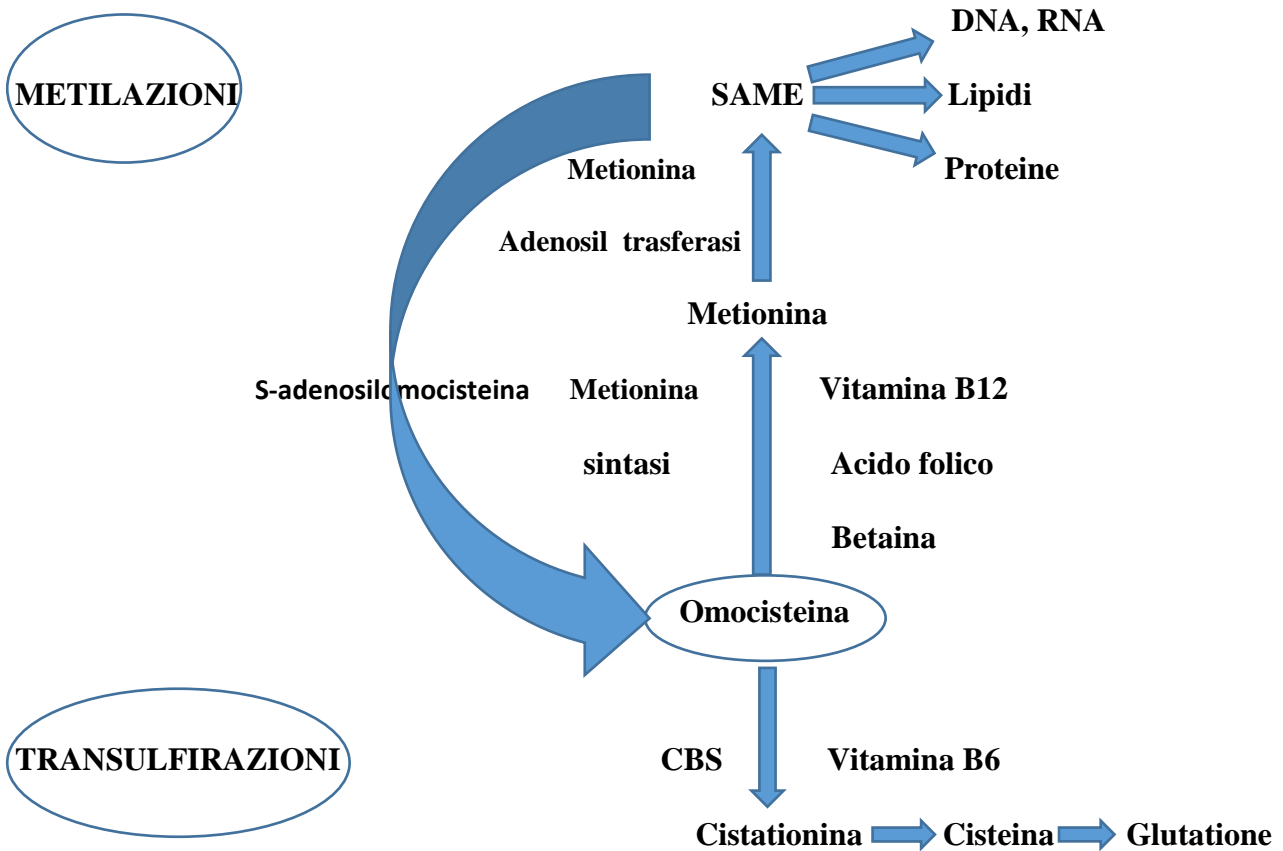 DNA, RNA
METILAZIONI
SAME
Lipidi
Metionina
Proteine
Adenosil trasferasi
Metionina
S-adenosilomocisteina
Metionina
Vitamina B12
sintasi
Acido folico
Betaina
Omocisteina
TRANSULFIRAZIONI
CBS
Vitamina B6
Cistationina
Cisteina
Glutatione